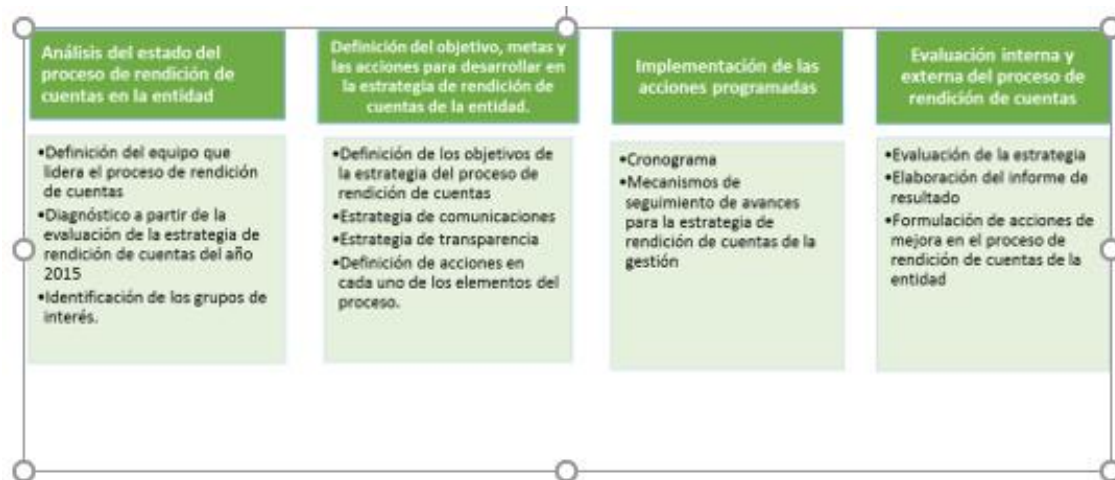 Análisis del estado del
proceso de rendición de
cuentas en la entidad
•Definición del equipo que
lidera el proceso de rendición
de cuentas
•Diagnóstico a partir de la
evaluación de la estrategia de
rendición de cuentas del año
2015
•Identificación de los grupos de
interés.
Definición del objetivo, metas y
las acciones para desarrollar en
la estrategia de rendición de
cuentas de la entidad.
•Definición de los objetivos de
la estrategia del proceso de
rendición de cuentas
•Estrategia de comunicaciones
•Estrategia de transparencia
•Definición de acciones en
cada uno de los elementos del
proceso.
Implementación de las
acciones programadas
•Cronograma
•Mecanismos de
seguimiento de avances
para la estrategia de
rendición de cuentas de la
gestión
Evaluación interna y
externa del proceso de
rendición de cuentas
•Evaluación de la estrategia
•Elaboración del informe de
resultado
•Formulación de acciones de
mejora en el proceso de
rendición de cuentas de la
entidad